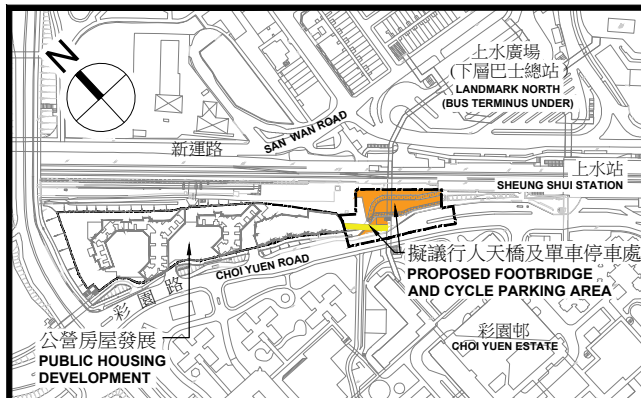 N
上水廣場
(下層巴士總站)
LANDMARK NORTH
(BUS TERMINUS UNDER)
SAN WAN ROAD
新運路
上水站
SHEUNG SHUI STATION
擬議行人天橋及單車停車處
PROPOSED FOOTBRIDGE
AND CYCLE PARKING AREA
CHOI YUEN ROAD
彩園路
公營房屋發展
PUBLIC HOUSING
DEVELOPMENT
彩園邨
CHOI YUEN ESTATE